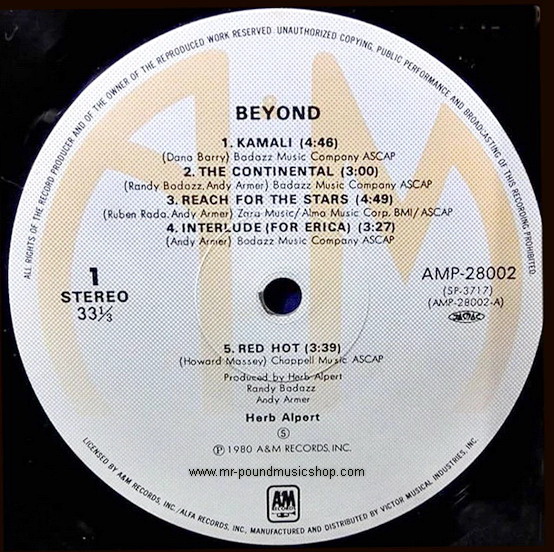 ALL RIGHTS OF THE RECORD PRODUCER AND OF THE OWNER OF THE REPRODUCED WORK RESERVED. UNAUTHORIZED COPYING, PUBLIC PERFORMANCE AND BROADCASTING OF THIS RECORDING PROHIBITED
BEYOND
1. KAMALI (4:46)
(Dana Barry) Badazz Music Company ASCAP
2. THE CONTINENTAL (3:00)
(Randy Badazz, Andy Armer) Badazz Music Company ASCAP
3. REACH FOR THE STARS (4:49)
(Ruben Rada, Andy Armer) Zara Music/Alma Music Corp. BMI/ASCAP
4. INTERLUDE (FOR ERICA) (3:27)
(Andy Armer) Badazz Music Company ASCAP
1
STEREO
33⅓
AMP-28002
(SP-3717)
(AMP-28002-A)
JASRAC
5. RED HOT (3:39)
(Howard Massey) Chappell Music ASCAP
Produced by Herb Alpert
Randy Badazz
Andy Armer
Herb Alpert
Ⓢ
Ⓟ 1980 A&M RECORDS, INC.
www.mr-poundmusicshop.com
A&M
RECORDS
LICENSED BY A&M RECORDS, INC./ALFA RECORDS, INC., MANUFACTURED AND DISTRIBUTED BY VICTOR MUSICAL INDUSTRIES, INC.